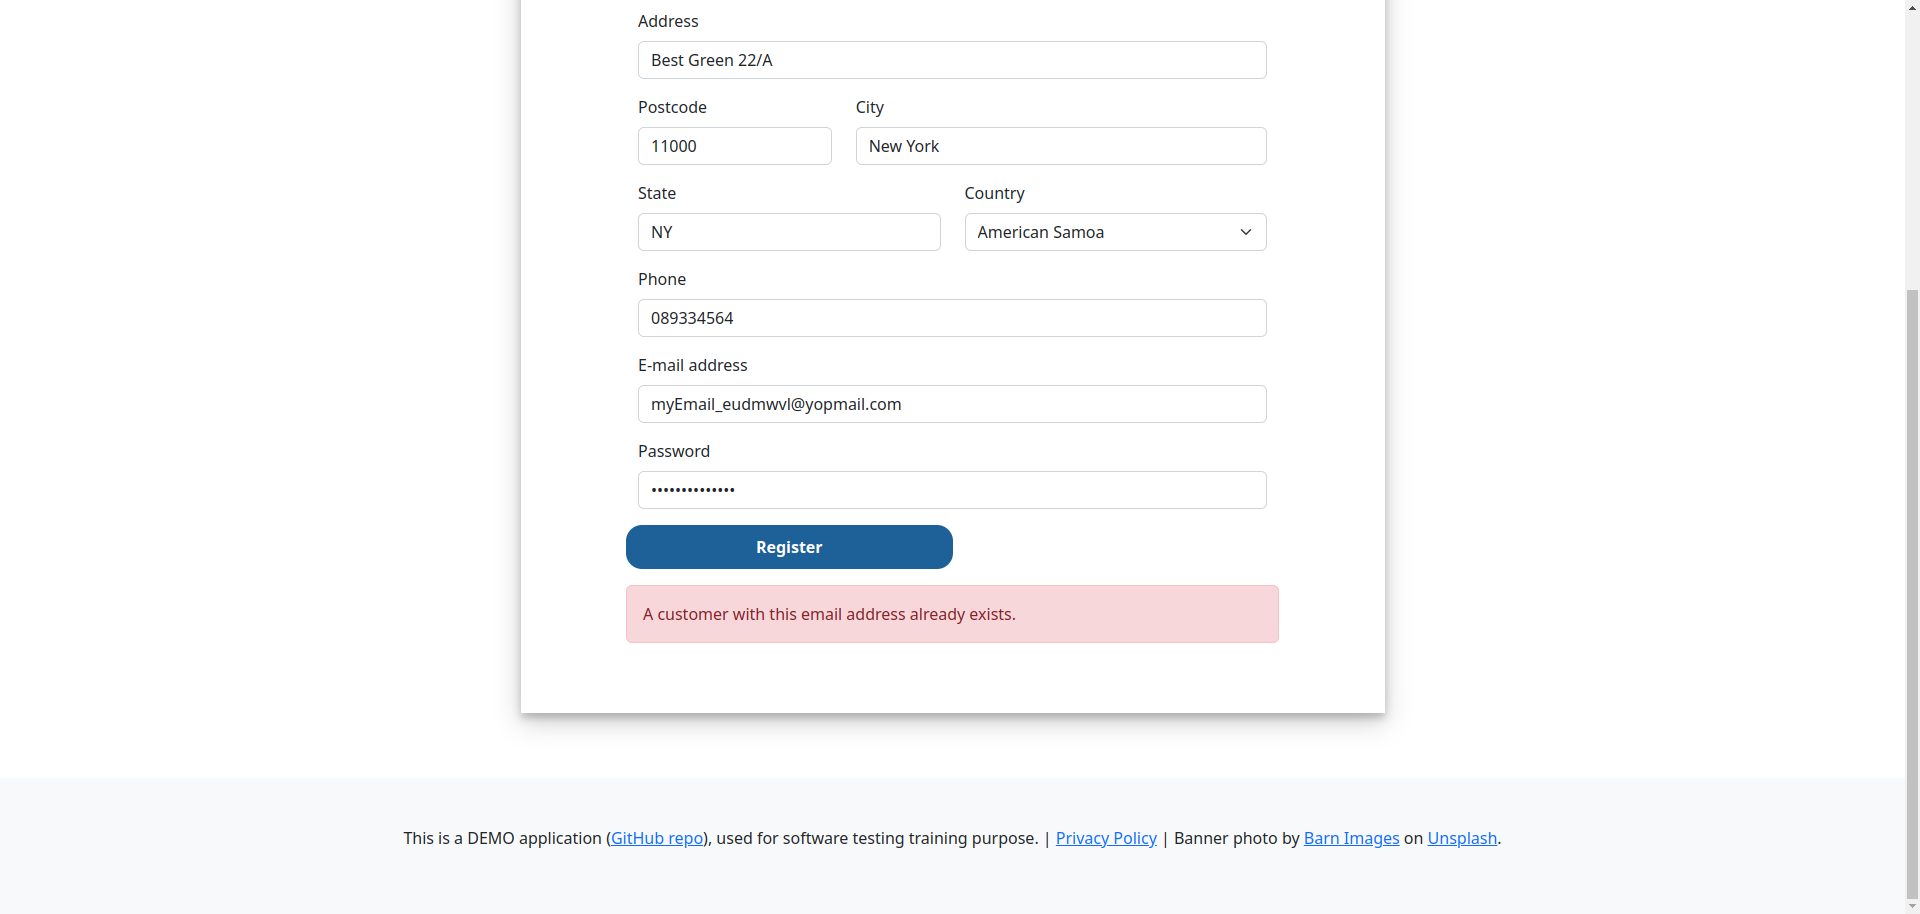 Address
Best Green 22/A
Postcode
City
11000
New York
State
Country
NY
American Samoa
Phone
089334564
E-mail address
myEmail_eudmwvl@yopmail.com
Password
••••••••••••••
Register
A customer with this email address already exists.
This is a DEMO application (GitHub repo), used for software testing training purpose. | Privacy Policy | Banner photo by Barn Images on Unsplash.